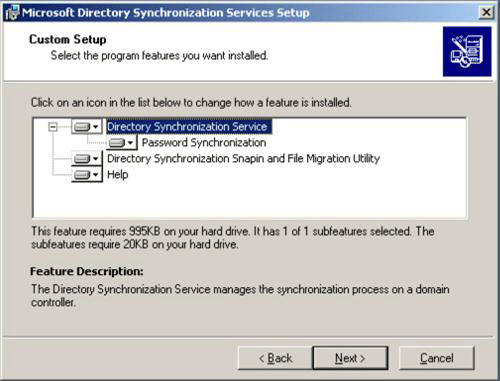 Microsoft Directory Synchronization Services Setup
Custom Setup
Select the program features you want installed.
Click on an icon in the list below to change how a feature is installed.
Directory Synchronization Service
Password Synchronization
Directory Synchronization Snapin and File Migration Utility
Help
This feature requires 995KB on your hard drive. It has 1 of 1 subfeatures selected. The
subfeatures require 20KB on your hard drive.
Feature Description:
The Directory Synchronization Service manages the synchronization process on a domain
controller.
< Back Next > Cancel